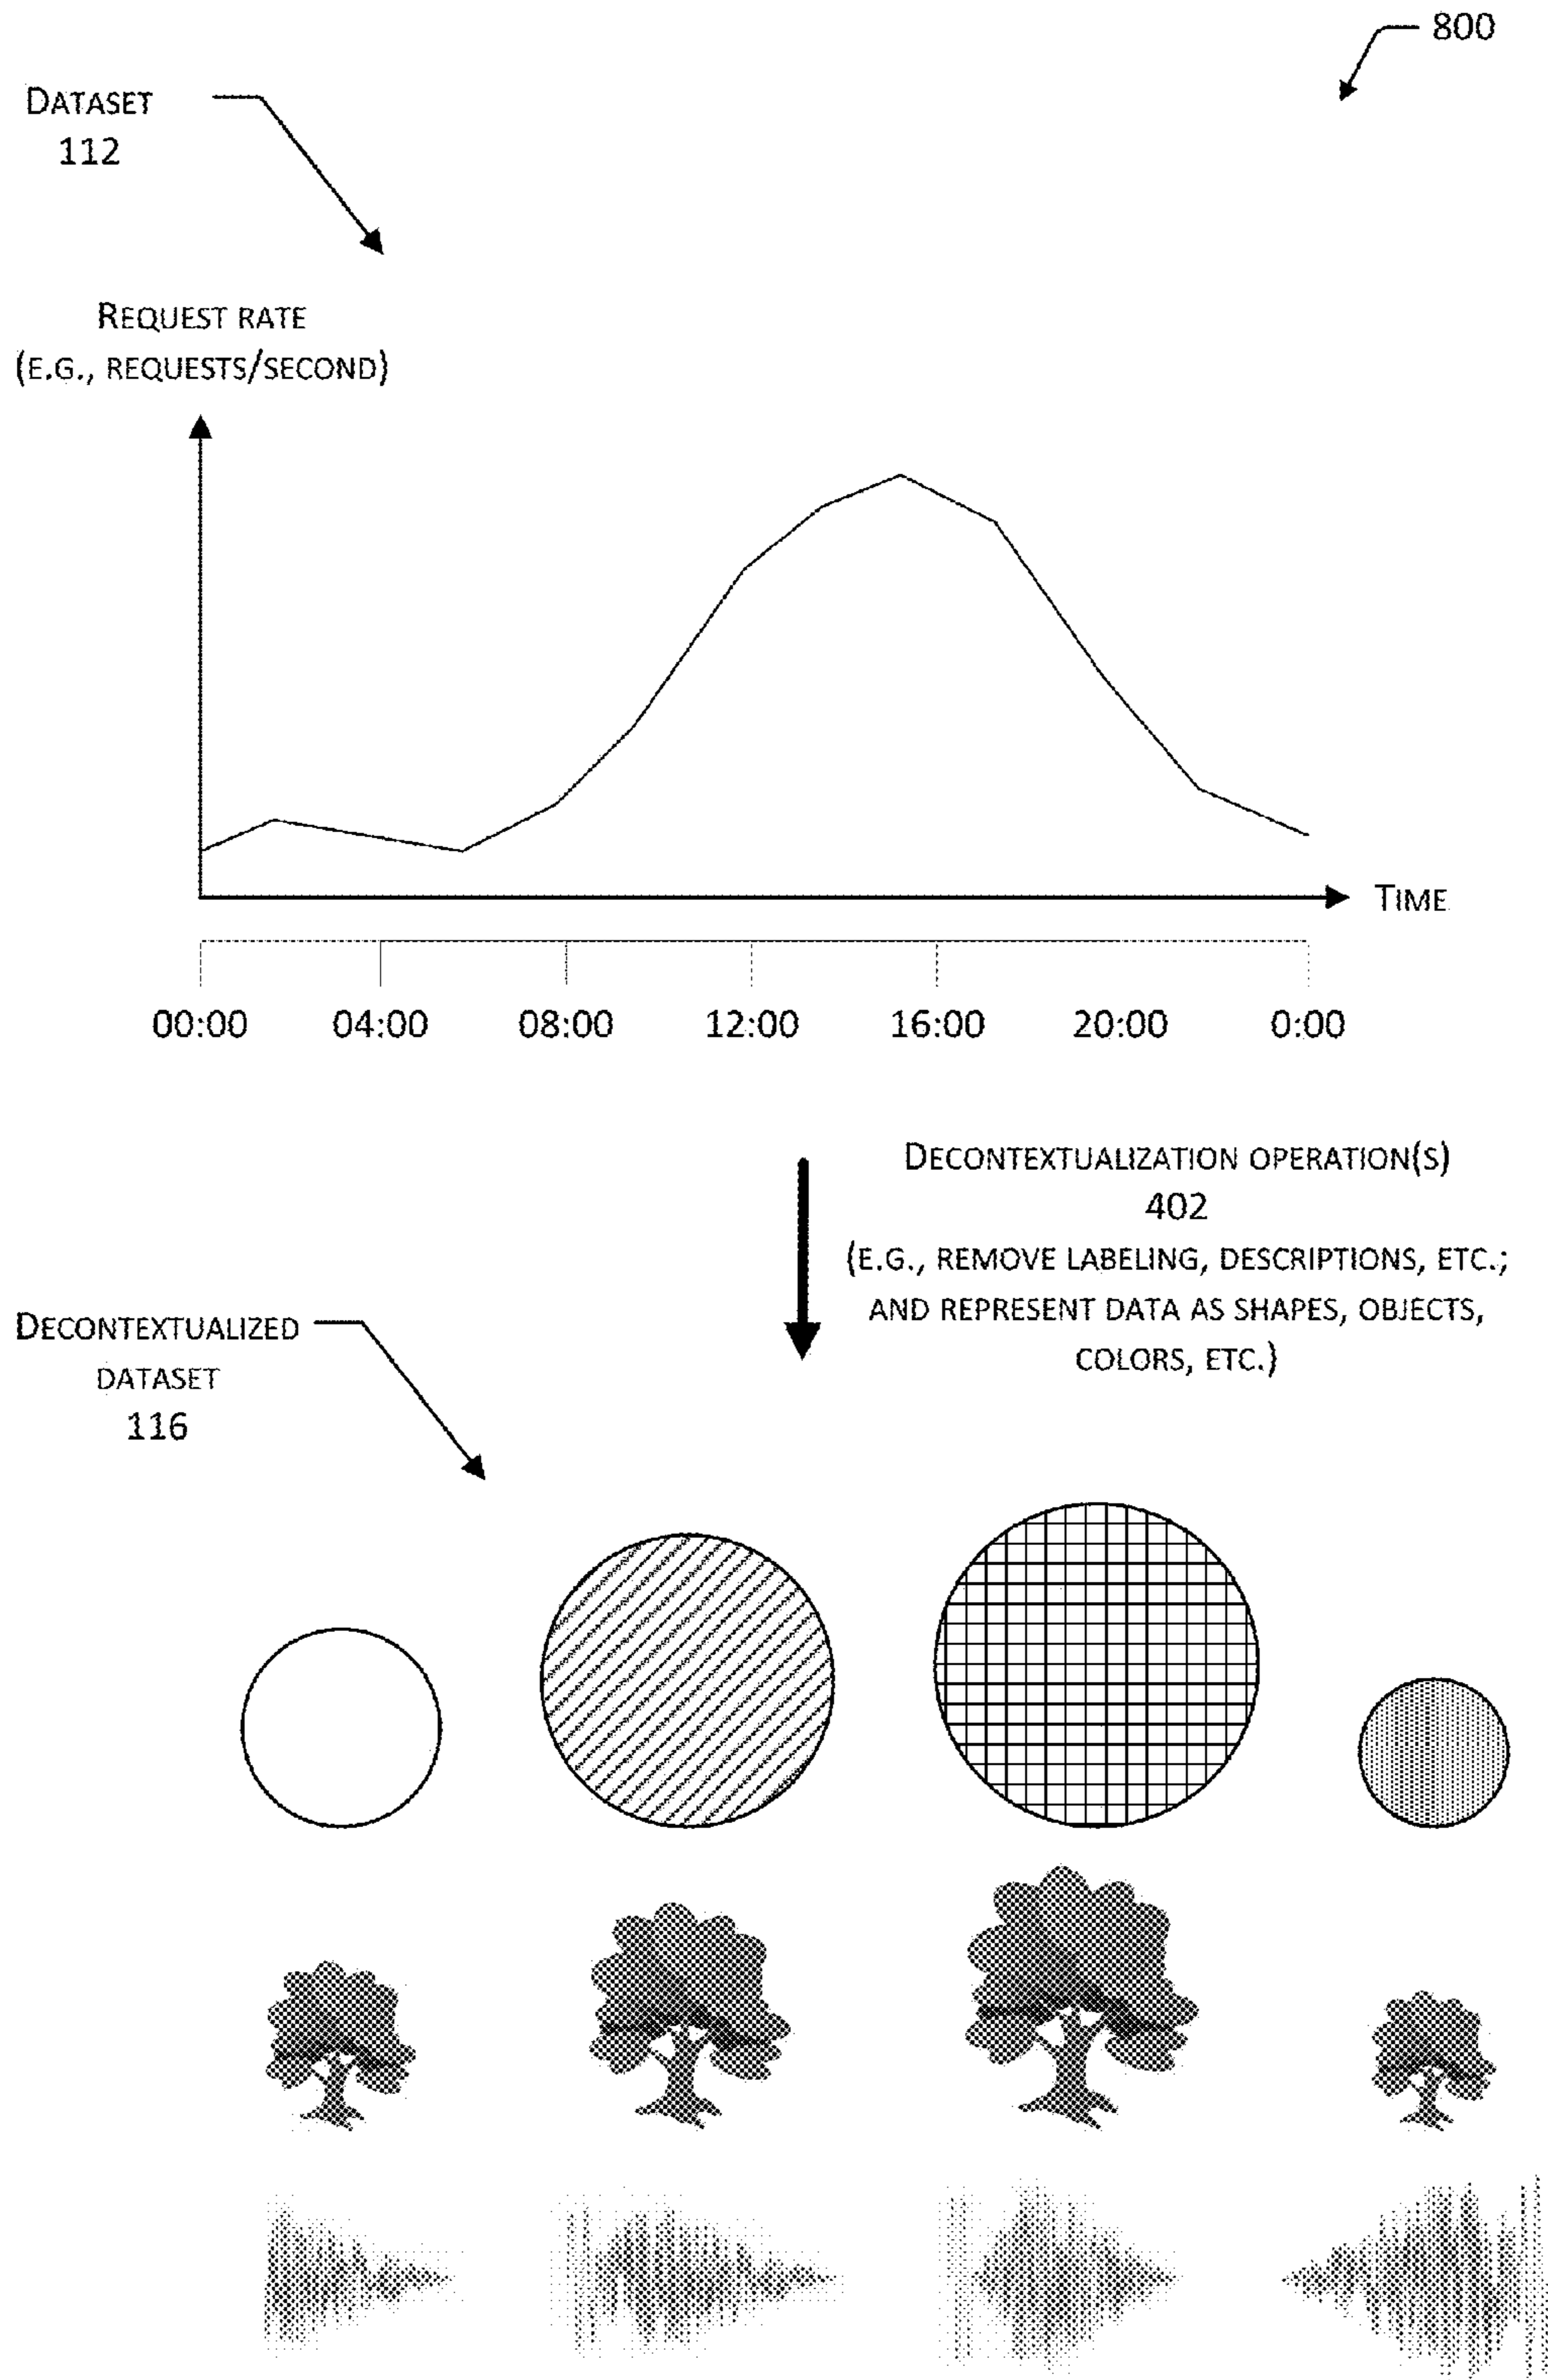 800
DATASET
112
REQUEST RATE
(E.G., REQUESTS/SECOND)
TIME
00:00 04:00 08:00 12:00 16:00 20:00 0:00
DECONTEXTUALIZATION OPERATION(S)
402
(E.G., REMOVE LABELING, DESCRIPTIONS, ETC.;
AND REPRESENT DATA AS SHAPES, OBJECTS,
COLORS, ETC.)
DECONTEXTUALIZED
DATASET
116